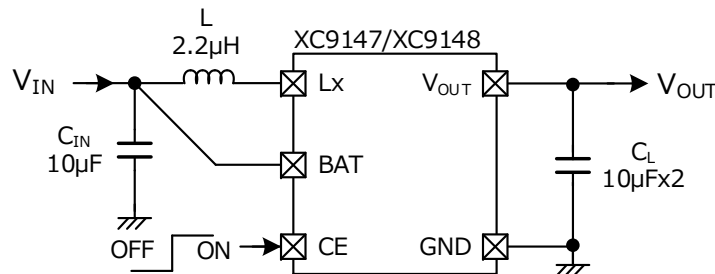 L
2.2µH
XC9147/XC9148
VIN
Lx
VOUT
VOUT
CIN
10µF
BAT
CL
10µFx2
OFF
ON
CE
GND